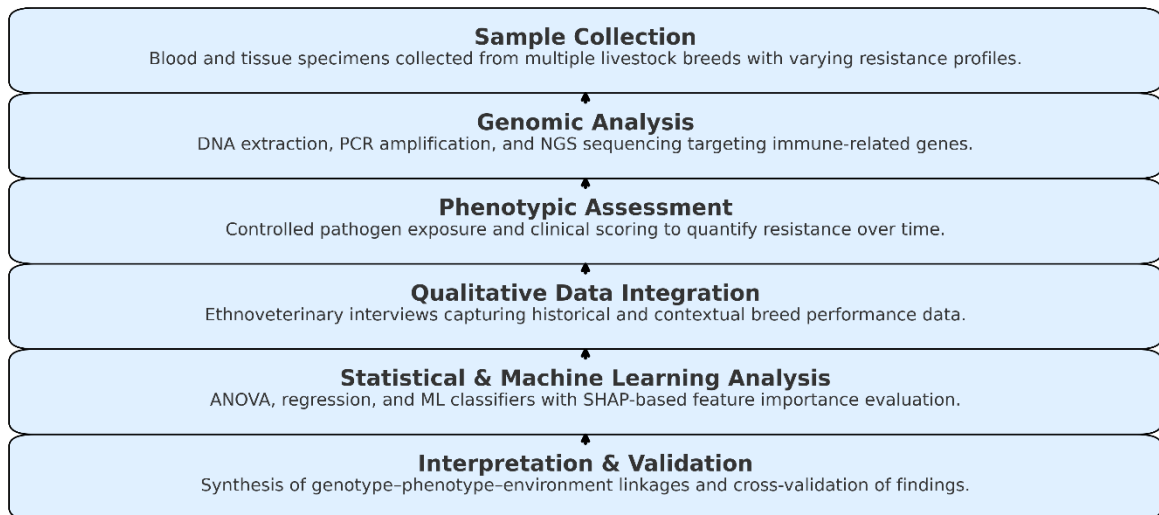 Sample Collection
Blood and tissue specimens collected from multiple livestock breeds with varying resistance profiles.
Genomic Analysis
DNA extraction, PCR amplification, and NGS sequencing targeting immune-related genes.
Phenotypic Assessment
Controlled pathogen exposure and clinical scoring to quantify resistance over time.
Qualitative Data Integration
Ethnoveterinary interviews capturing historical and contextual breed performance data.
Statistical & Machine Learning Analysis
ANOVA, regression, and ML classifiers with SHAP-based feature importance evaluation.
Interpretation & Validation
Synthesis of genotype–phenotype–environment linkages and cross-validation of findings.